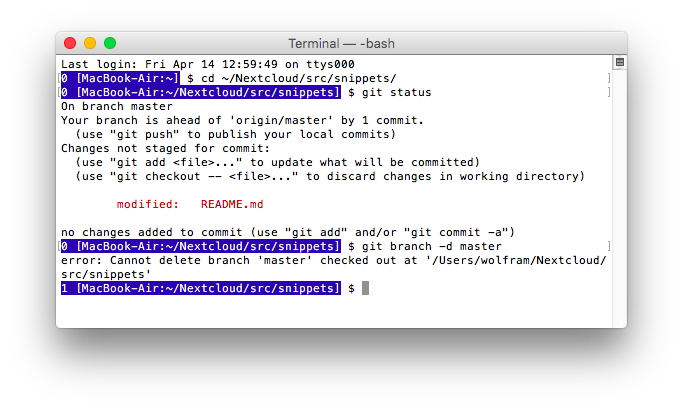 Terminal — -bash
Last login: Fri Apr 14 12:59:49 on ttys000
[0 [MacBook-Air:~] $ cd ~/Nextcloud/src/snippets/ ]
[0 [MacBook-Air:~/Nextcloud/src/snippets] $ git status ]
On branch master
Your branch is ahead of 'origin/master' by 1 commit.
  (use "git push" to publish your local commits)
Changes not staged for commit:
  (use "git add <file>..." to update what will be committed)
  (use "git checkout -- <file>..." to discard changes in working directory)
        modified:   README.md
no changes added to commit (use "git add" and/or "git commit -a")
[0 [MacBook-Air:~/Nextcloud/src/snippets] $ git branch -d master ]
error: Cannot delete branch 'master' checked out at '/Users/wolfram/Nextcloud/
src/snippets'
1 [MacBook-Air:~/Nextcloud/src/snippets] $